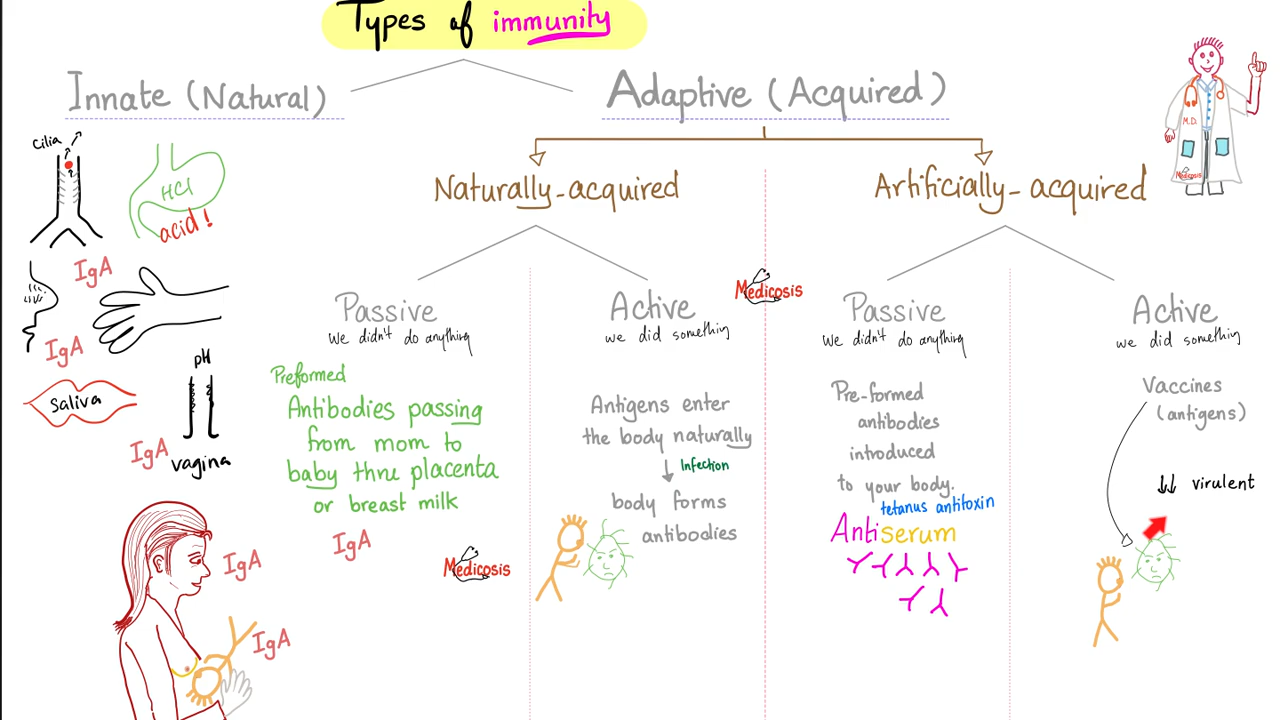 Types of immunity
Innate (Natural)
Adaptive (Acquired)
Cilia
HCl
acid!
IgA
IgA
pH
Saliva
IgA
vagina
IgA
IgA
Naturally-acquired
Passive
We didn't do anything
Preformed
Antibodies passing
from mom to
baby thru placenta
or breast milk
IgA
Medicosis
Active
we did something
Antigens enter
the body naturally
Infection
body forms
antibodies
Medicosis
Artificially-acquired
Passive
We didn't do anything
Pre-formed
antibodies
introduced
to your body.
tetanus antitoxin
Antiserum
Active
we did something
Vaccines
(antigens)
↓↓ virulent
M.D.
Medicosis